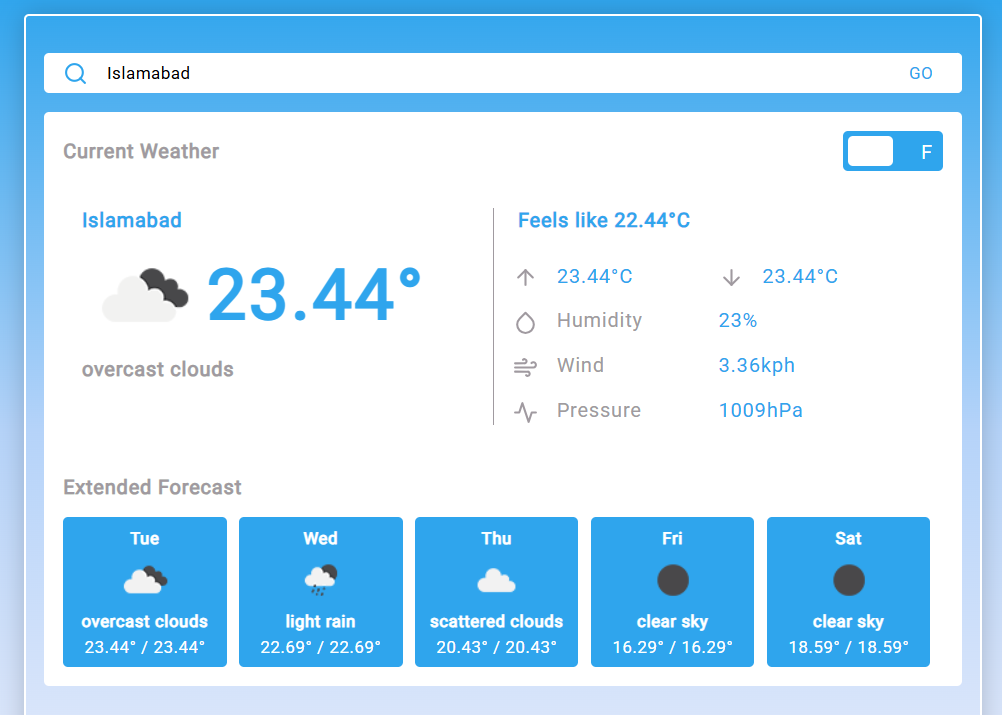 Islamabad GO
Current Weather F
Islamabad
23.44°
overcast clouds
Feels like 22.44°C
23.44°C 23.44°C
Humidity 23%
Wind 3.36kph
Pressure 1009hPa
Extended Forecast
Tue
overcast clouds
23.44° / 23.44°
Wed
light rain
22.69° / 22.69°
Thu
scattered clouds
20.43° / 20.43°
Fri
clear sky
16.29° / 16.29°
Sat
clear sky
18.59° / 18.59°